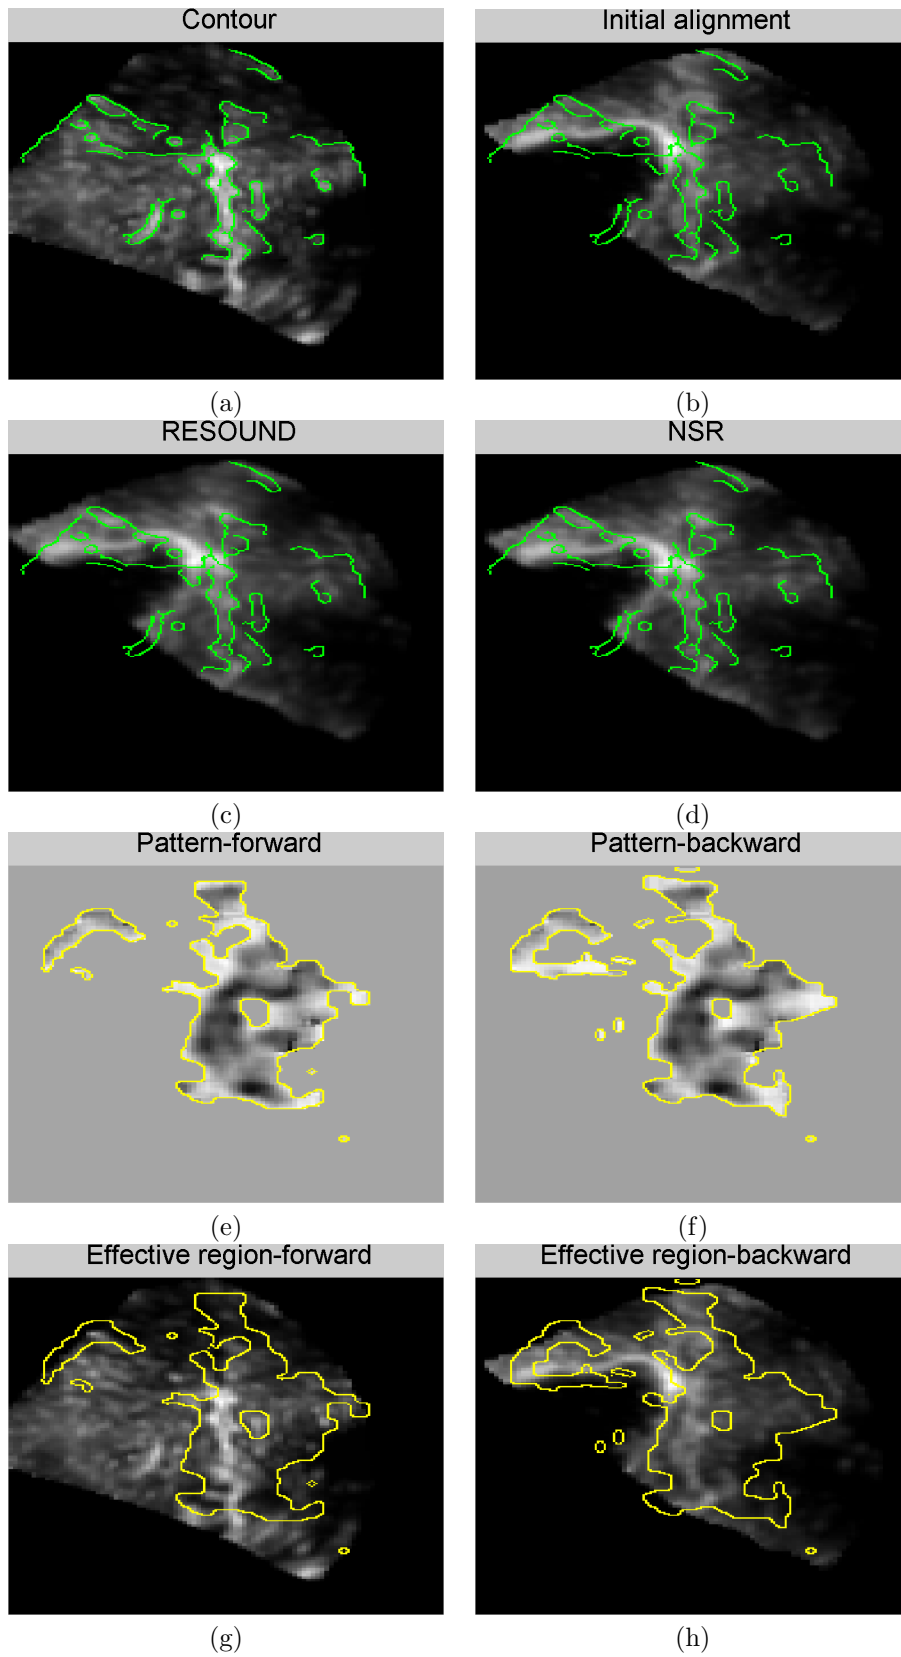 Contour
Initial alignment
(a)
(b)
RESOUND
NSR
(c)
(d)
Pattern-forward
Pattern-backward
(e)
(f)
Effective region-forward
Effective region-backward
(g)
(h)